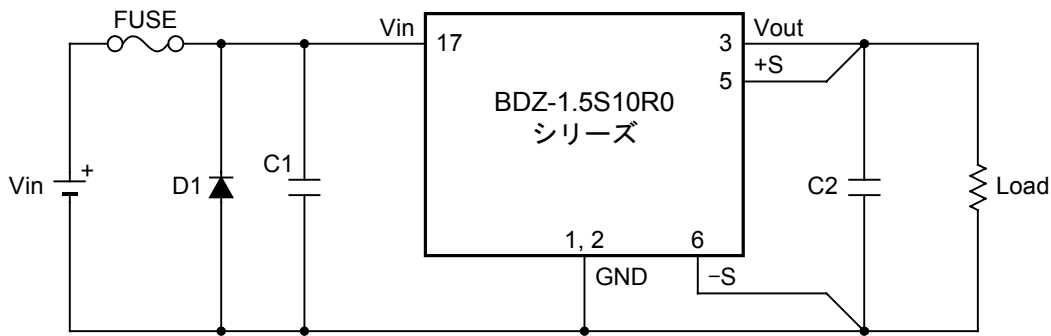 FUSE
Vin
17
3
Vout
5
+S
BDZ-1.5S10R0
シリーズ
Vin
+
D1
C1
C2
Load
1, 2
6
GND
−S